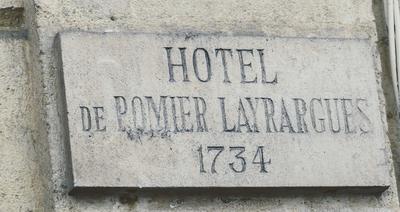 HOTEL
DE POMIER LAYRARGUES
1734